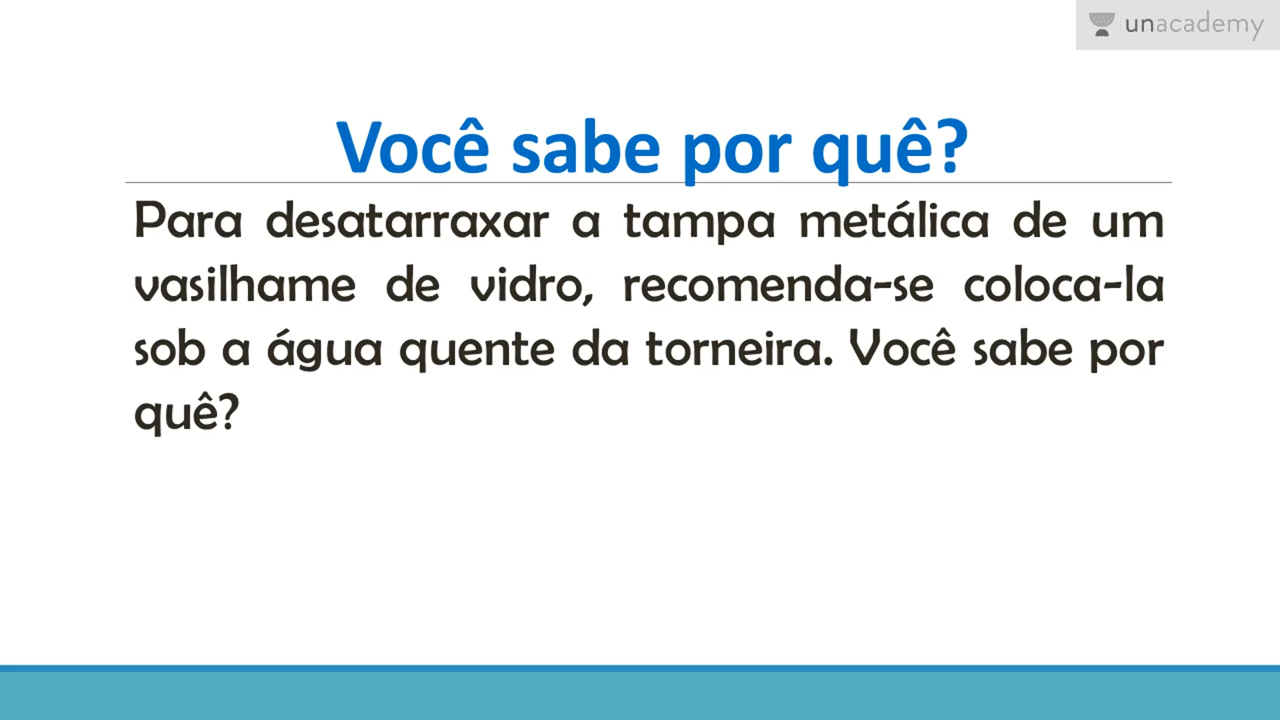 unacademy
Você sabe por quê?
Para desatarraxar a tampa metálica de um
vasilhame de vidro, recomenda-se coloca-la
sob a água quente da torneira. Você sabe por
quê?